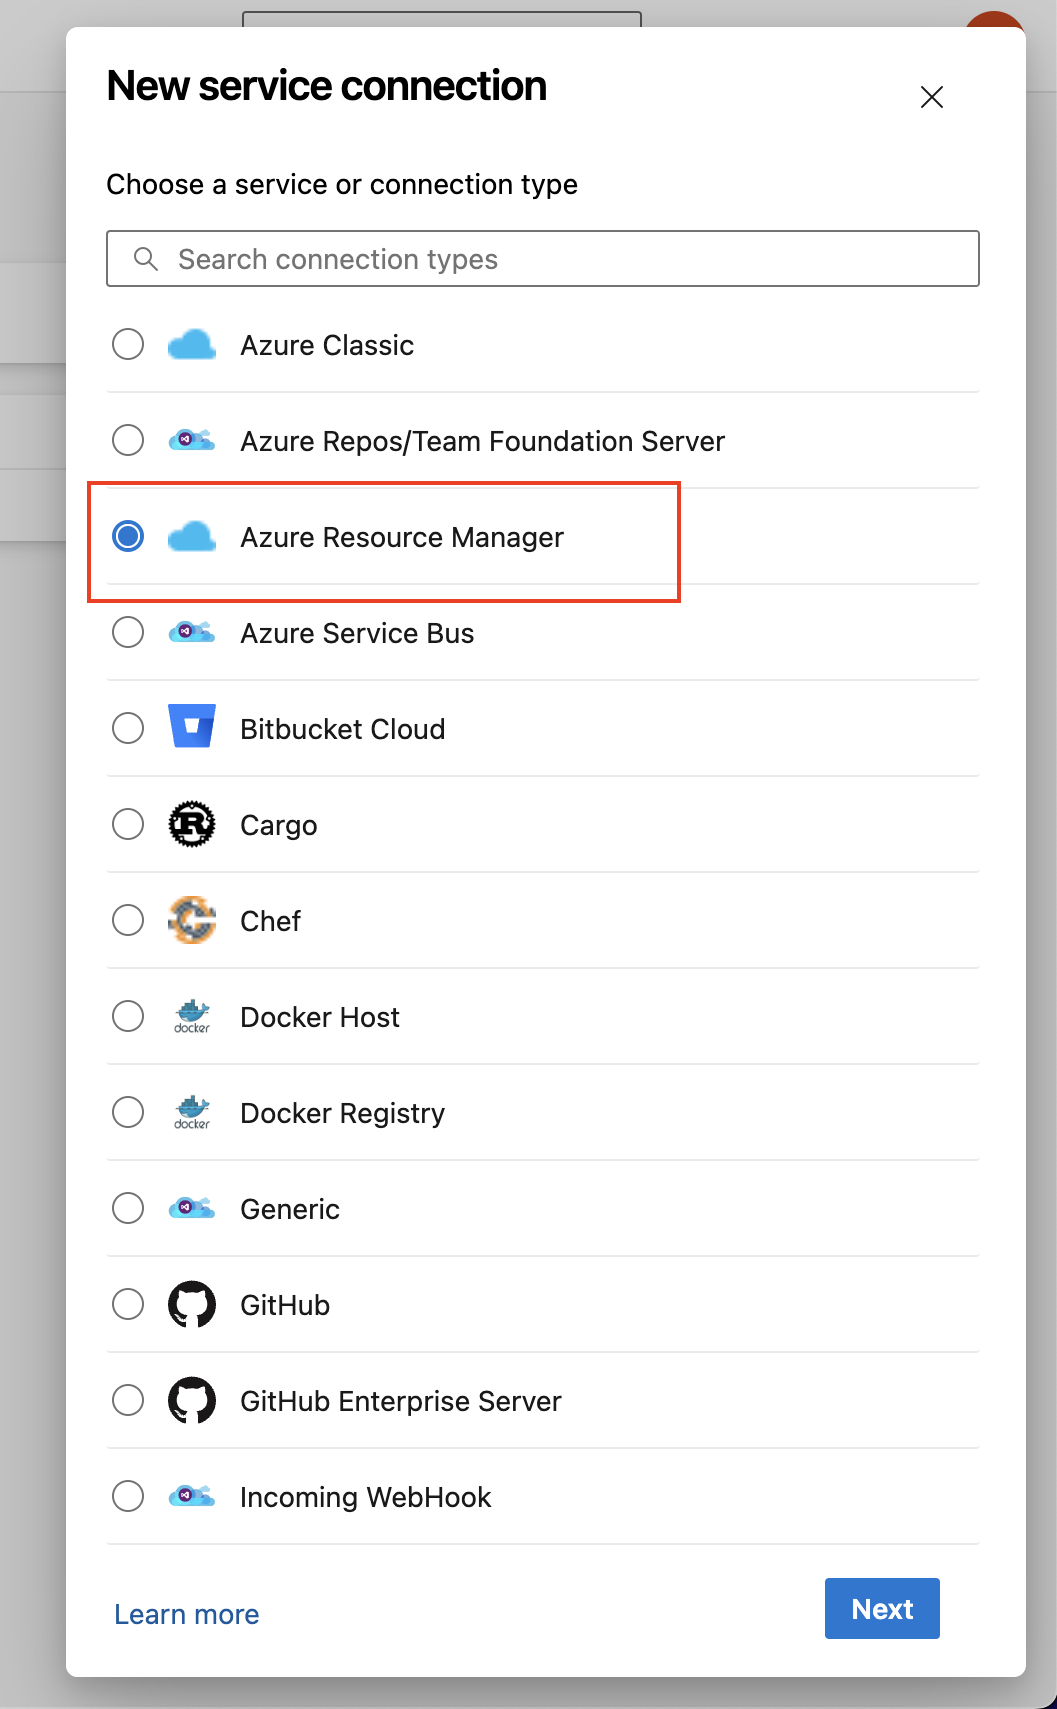 New service connection
Choose a service or connection type
Search connection types
Azure Classic
Azure Repos/Team Foundation Server
Azure Resource Manager
Azure Service Bus
Bitbucket Cloud
Cargo
Chef
docker
Docker Host
docker
Docker Registry
Generic
GitHub
GitHub Enterprise Server
Incoming WebHook
Learn more
Next